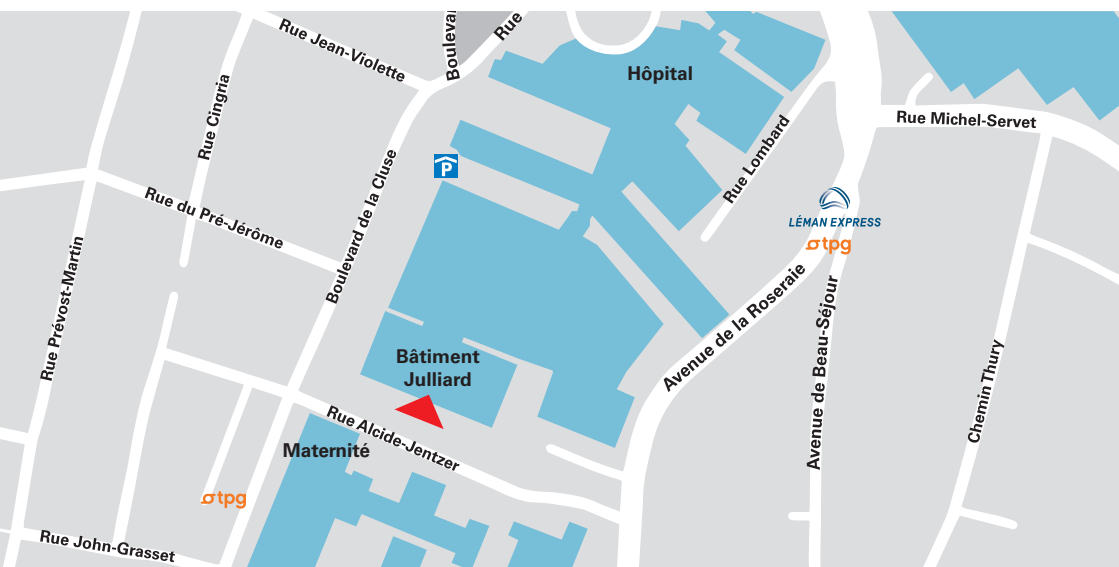 Rue Jean-Violette
Boulevar
Rue
Hôpital
Rue Cingria
Rue Michel-Servet
Rue Lombard
P
Boulevard de la Cluse
Rue du Pré-Jérôme
LÉMAN EXPRESS
tpg
Rue Prévost-Martin
Avenue de la Roseraie
Avenue de Beau-Séjour
Chemin Thury
Bâtiment
Julliard
Rue Alcide-Jentzer
Maternité
tpg
Rue John-Grasset